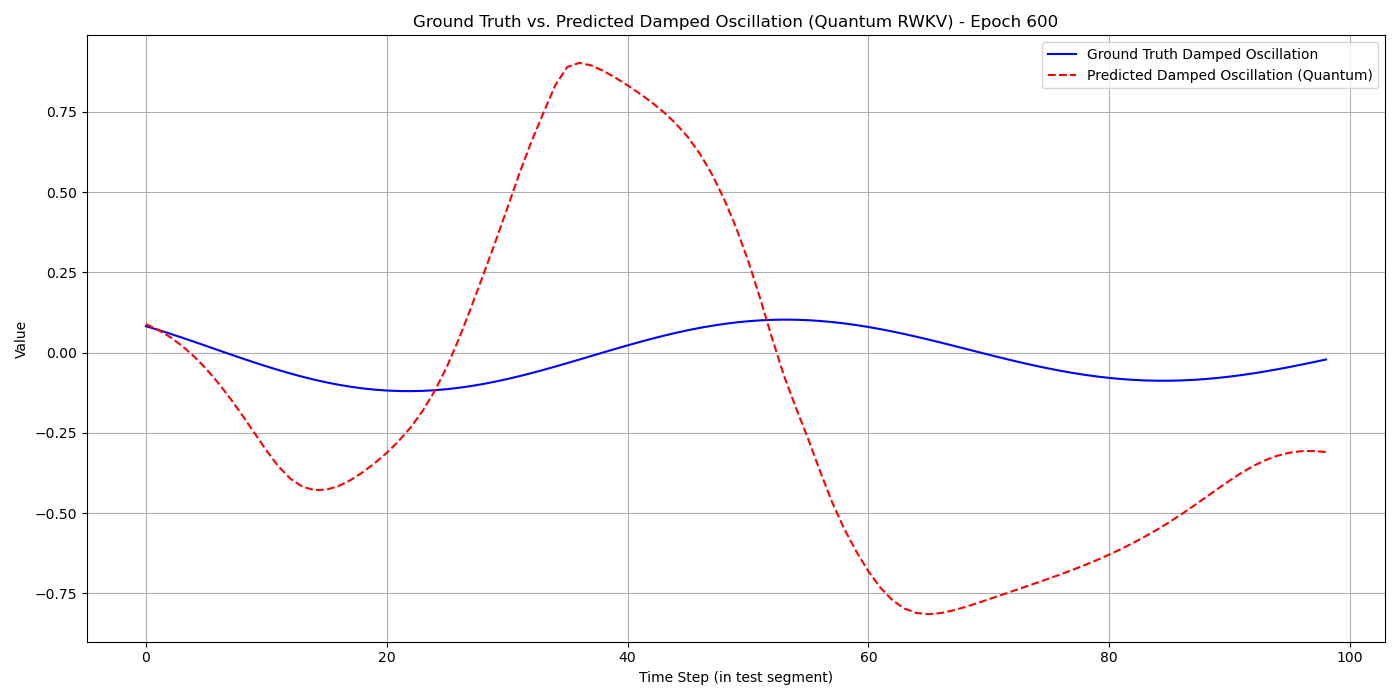 Ground Truth vs. Predicted Damped Oscillation (Quantum RWKV) - Epoch 600
Ground Truth Damped Oscillation
Predicted Damped Oscillation (Quantum)
Value
0.75
0.50
0.25
0.00
−0.25
−0.50
−0.75
0 20 40 60 80 100
Time Step (in test segment)